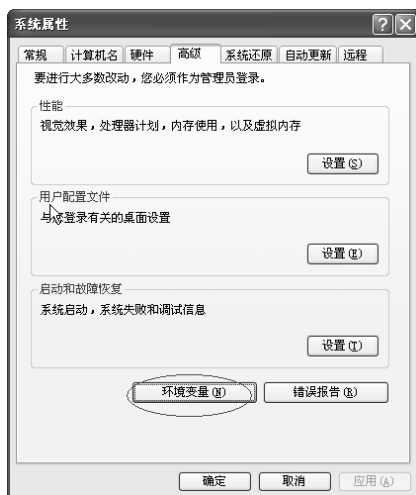 系统属性
常规 计算机名 硬件 高级 系统还原 自动更新 远程
要进行大多数改动，您必须作为管理员登录。
性能
视觉效果，处理器计划，内存使用，以及虚拟内存
设置(S)
用户配置文件
与您登录有关的桌面设置
设置(E)
启动和故障恢复
系统启动，系统失败和调试信息
设置(T)
环境变量(N) 错误报告(R)
确定 取消 应用(A)